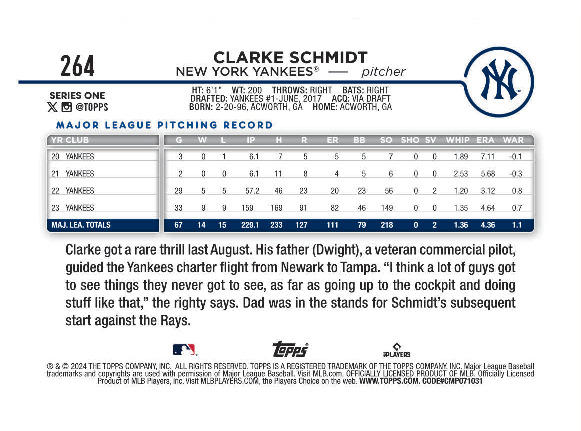 264
CLARKE SCHMIDT
NEW YORK YANKEES® — pitcher
NY
SERIES ONE
@TOPPS
HT: 6'1" WT: 200 THROWS: RIGHT BATS: RIGHT
DRAFTED: YANKEES #1-JUNE, 2017 ACQ: VIA DRAFT
BORN: 2-20-96, ACWORTH, GA HOME: ACWORTH, GA
MAJOR LEAGUE PITCHING RECORD
YR CLUB G W L IP H R ER BB SO SHO SV WHIP ERA WAR
20 YANKEES 3 0 1 6.1 7 5 5 5 7 0 0 1.89 7.11 -0.1
21 YANKEES 2 0 0 6.1 11 8 4 5 6 0 0 2.53 5.68 -0.3
22 YANKEES 29 5 5 57.2 46 23 20 23 56 0 2 1.20 3.12 0.8
23 YANKEES 33 9 9 159 169 91 82 46 149 0 0 1.35 4.64 0.7
MAJ. LEA. TOTALS 67 14 15 229.1 233 127 111 79 218 0 2 1.36 4.36 1.1
Clarke got a rare thrill last August. His father (Dwight), a veteran commercial pilot,
guided the Yankees charter flight from Newark to Tampa. “I think a lot of guys got
to see things they never got to see, as far as going up to the cockpit and doing
stuff like that,” the righty says. Dad was in the stands for Schmidt's subsequent
start against the Rays.
Topps
PLAYERS
® & © 2024 THE TOPPS COMPANY, INC. ALL RIGHTS RESERVED. TOPPS IS A REGISTERED TRADEMARK OF THE TOPPS COMPANY, INC. Major League Baseball
trademarks and copyrights are used with permission of Major League Baseball. Visit MLB.com. OFFICIALLY LICENSED PRODUCT OF MLB. Officially Licensed
Product of MLB Players, Inc. Visit MLBPLAYERS.COM, the Players Choice on the web. WWW.TOPPS.COM. CODE#CMP071031